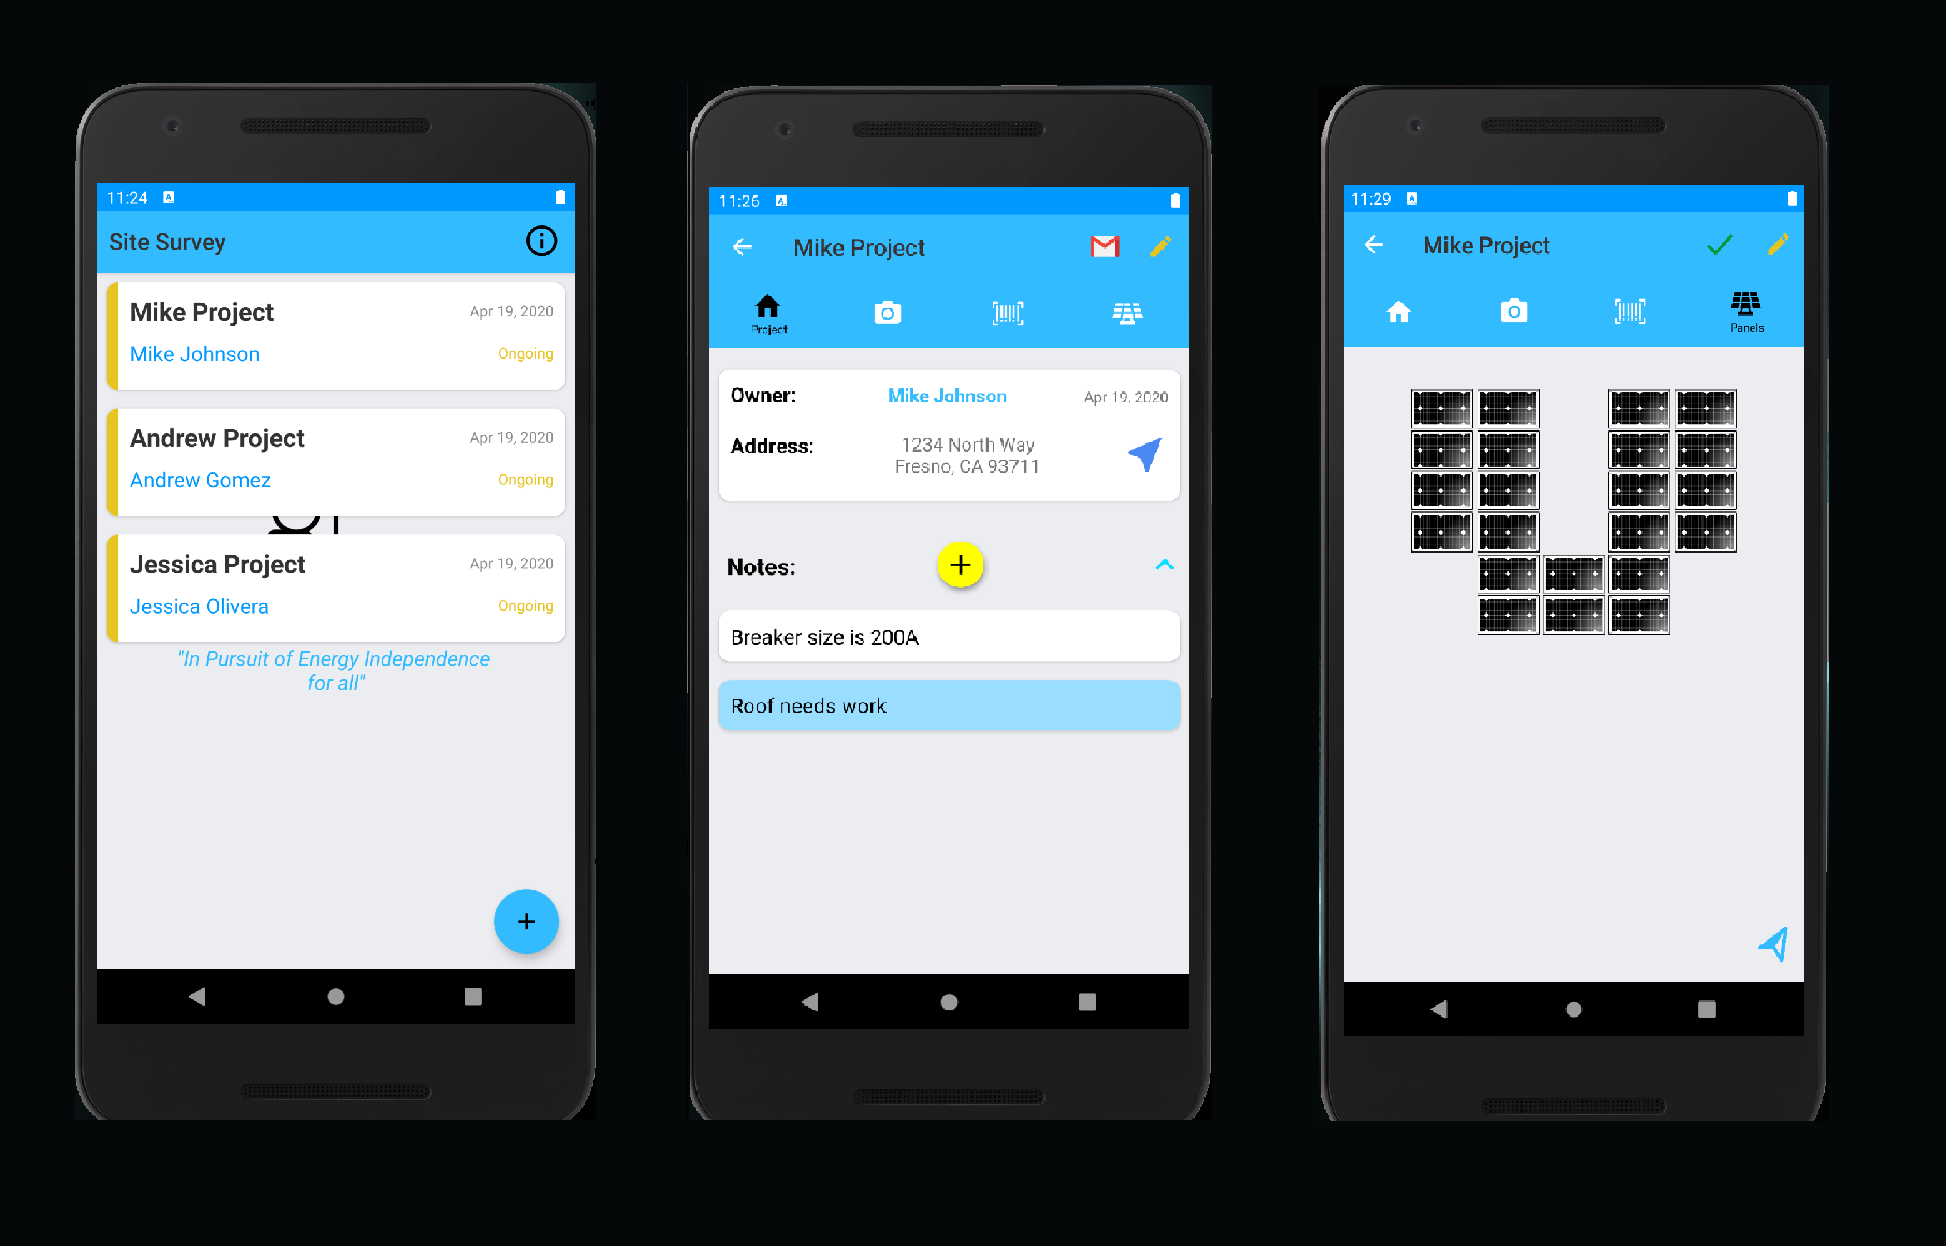 11:24
Site Survey
Mike Project
Apr 19, 2020
Mike Johnson
Ongoing
Andrew Project
Apr 19, 2020
Andrew Gomez
Ongoing
Jessica Project
Apr 19, 2020
Jessica Olivera
Ongoing
"In Pursuit of Energy Independence
for all"
11:26
Mike Project
Project
Owner:
Mike Johnson
Apr 19, 2020
Address:
1234 North Way
Fresno, CA 93711
Notes:
Breaker size is 200A
Roof needs work
11:29
Mike Project
Panels